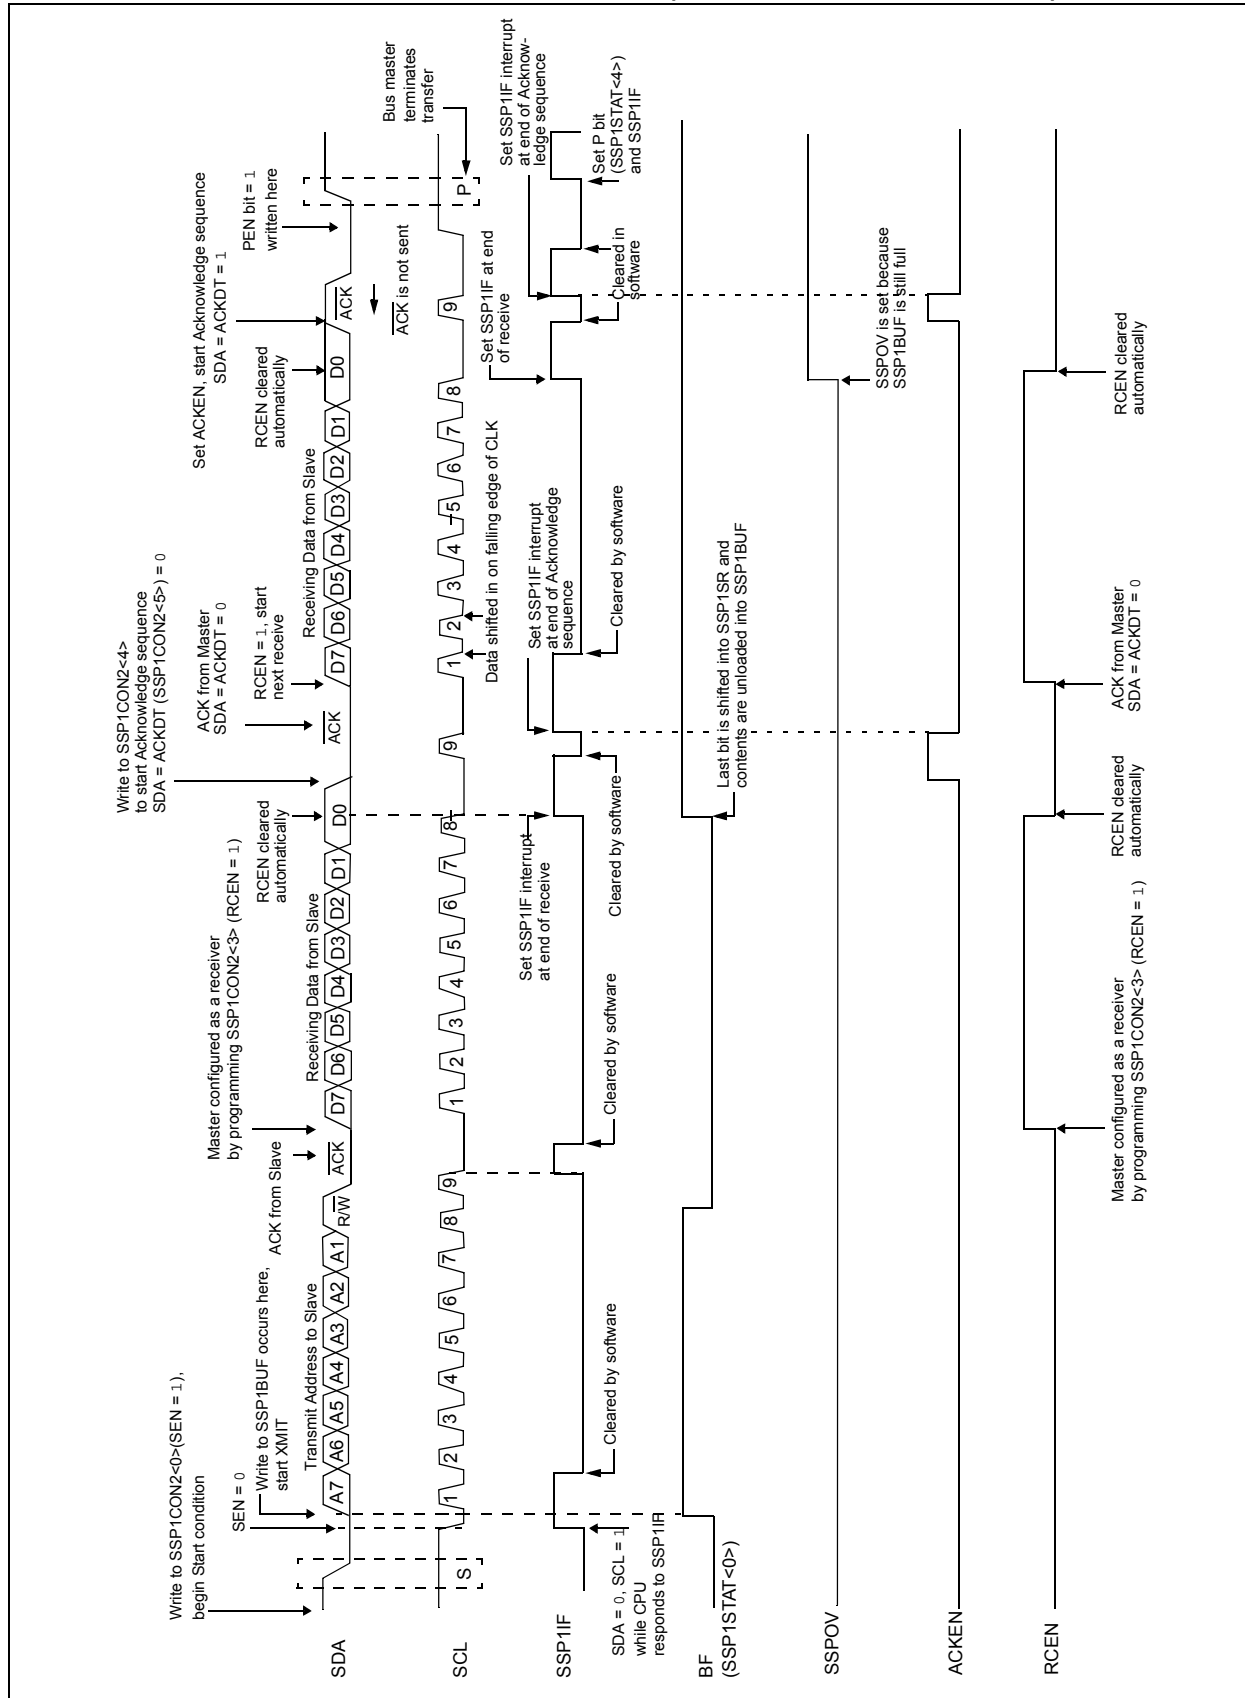 Write to SSP1CON2<0>(SEN = 1),
begin Start condition
SEN = 0
Write to SSP1BUF occurs here,
start XMIT
ACK from Slave
Master configured as a receiver
by programming SSP1CON2<3> (RCEN = 1)
RCEN cleared
automatically
Write to SSP1CON2<4>
to start Acknowledge sequence
SDA = ACKDT (SSP1CON2<5>) = 0
ACK from Master
SDA = ACKDT = 0
RCEN = 1, start
next receive
RCEN cleared
automatically
Set ACKEN, start Acknowledge sequence
SDA = ACKDT = 1
PEN bit = 1
written here
Transmit Address to Slave
Receiving Data from Slave
Receiving Data from Slave
SDA
A7 A6 A5 A4 A3 A2 A1 R/W ACK D7 D6 D5 D4 D3 D2 D1 D0 ACK D7 D6 D5 D4 D3 D2 D1 D0 ACK
ACK is not sent
Bus master
terminates
transfer
SCL
S 1 2 3 4 5 6 7 8 9 1 2 3 4 5 6 7 8 9 1 2 3 4 5 6 7 8 9 P
Data shifted in on falling edge of CLK
Set SSP1IF interrupt
at end of receive
Set SSP1IF interrupt
at end of Acknowledge
sequence
Set SSP1IF at end
of receive
Set SSP1IF interrupt
at end of Acknow-
ledge sequence
SSP1IF
SDA = 0, SCL = 1
while CPU
responds to SSP1IF
Cleared by software
Cleared by software
Cleared by software
Cleared by software
Cleared in
software
Set P bit
(SSP1STAT<4>)
and SSP1IF
BF
(SSP1STAT<0>)
Last bit is shifted into SSP1SR and
contents are unloaded into SSP1BUF
SSPOV
SSPOV is set because
SSP1BUF is still full
ACKEN
RCEN
Master configured as a receiver
by programming SSP1CON2<3> (RCEN = 1)
RCEN cleared
automatically
ACK from Master
SDA = ACKDT = 0
RCEN cleared
automatically